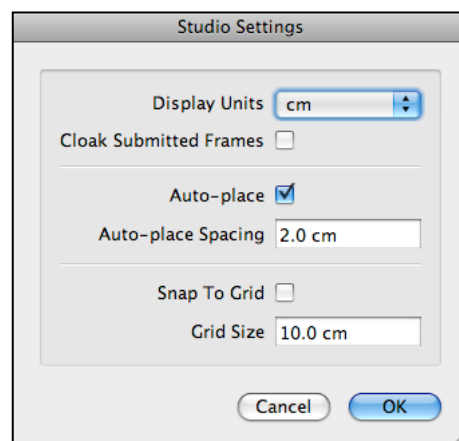 Studio Settings
Display Units cm
Cloak Submitted Frames
Auto-place
Auto-place Spacing 2.0 cm
Snap To Grid
Grid Size 10.0 cm
Cancel OK